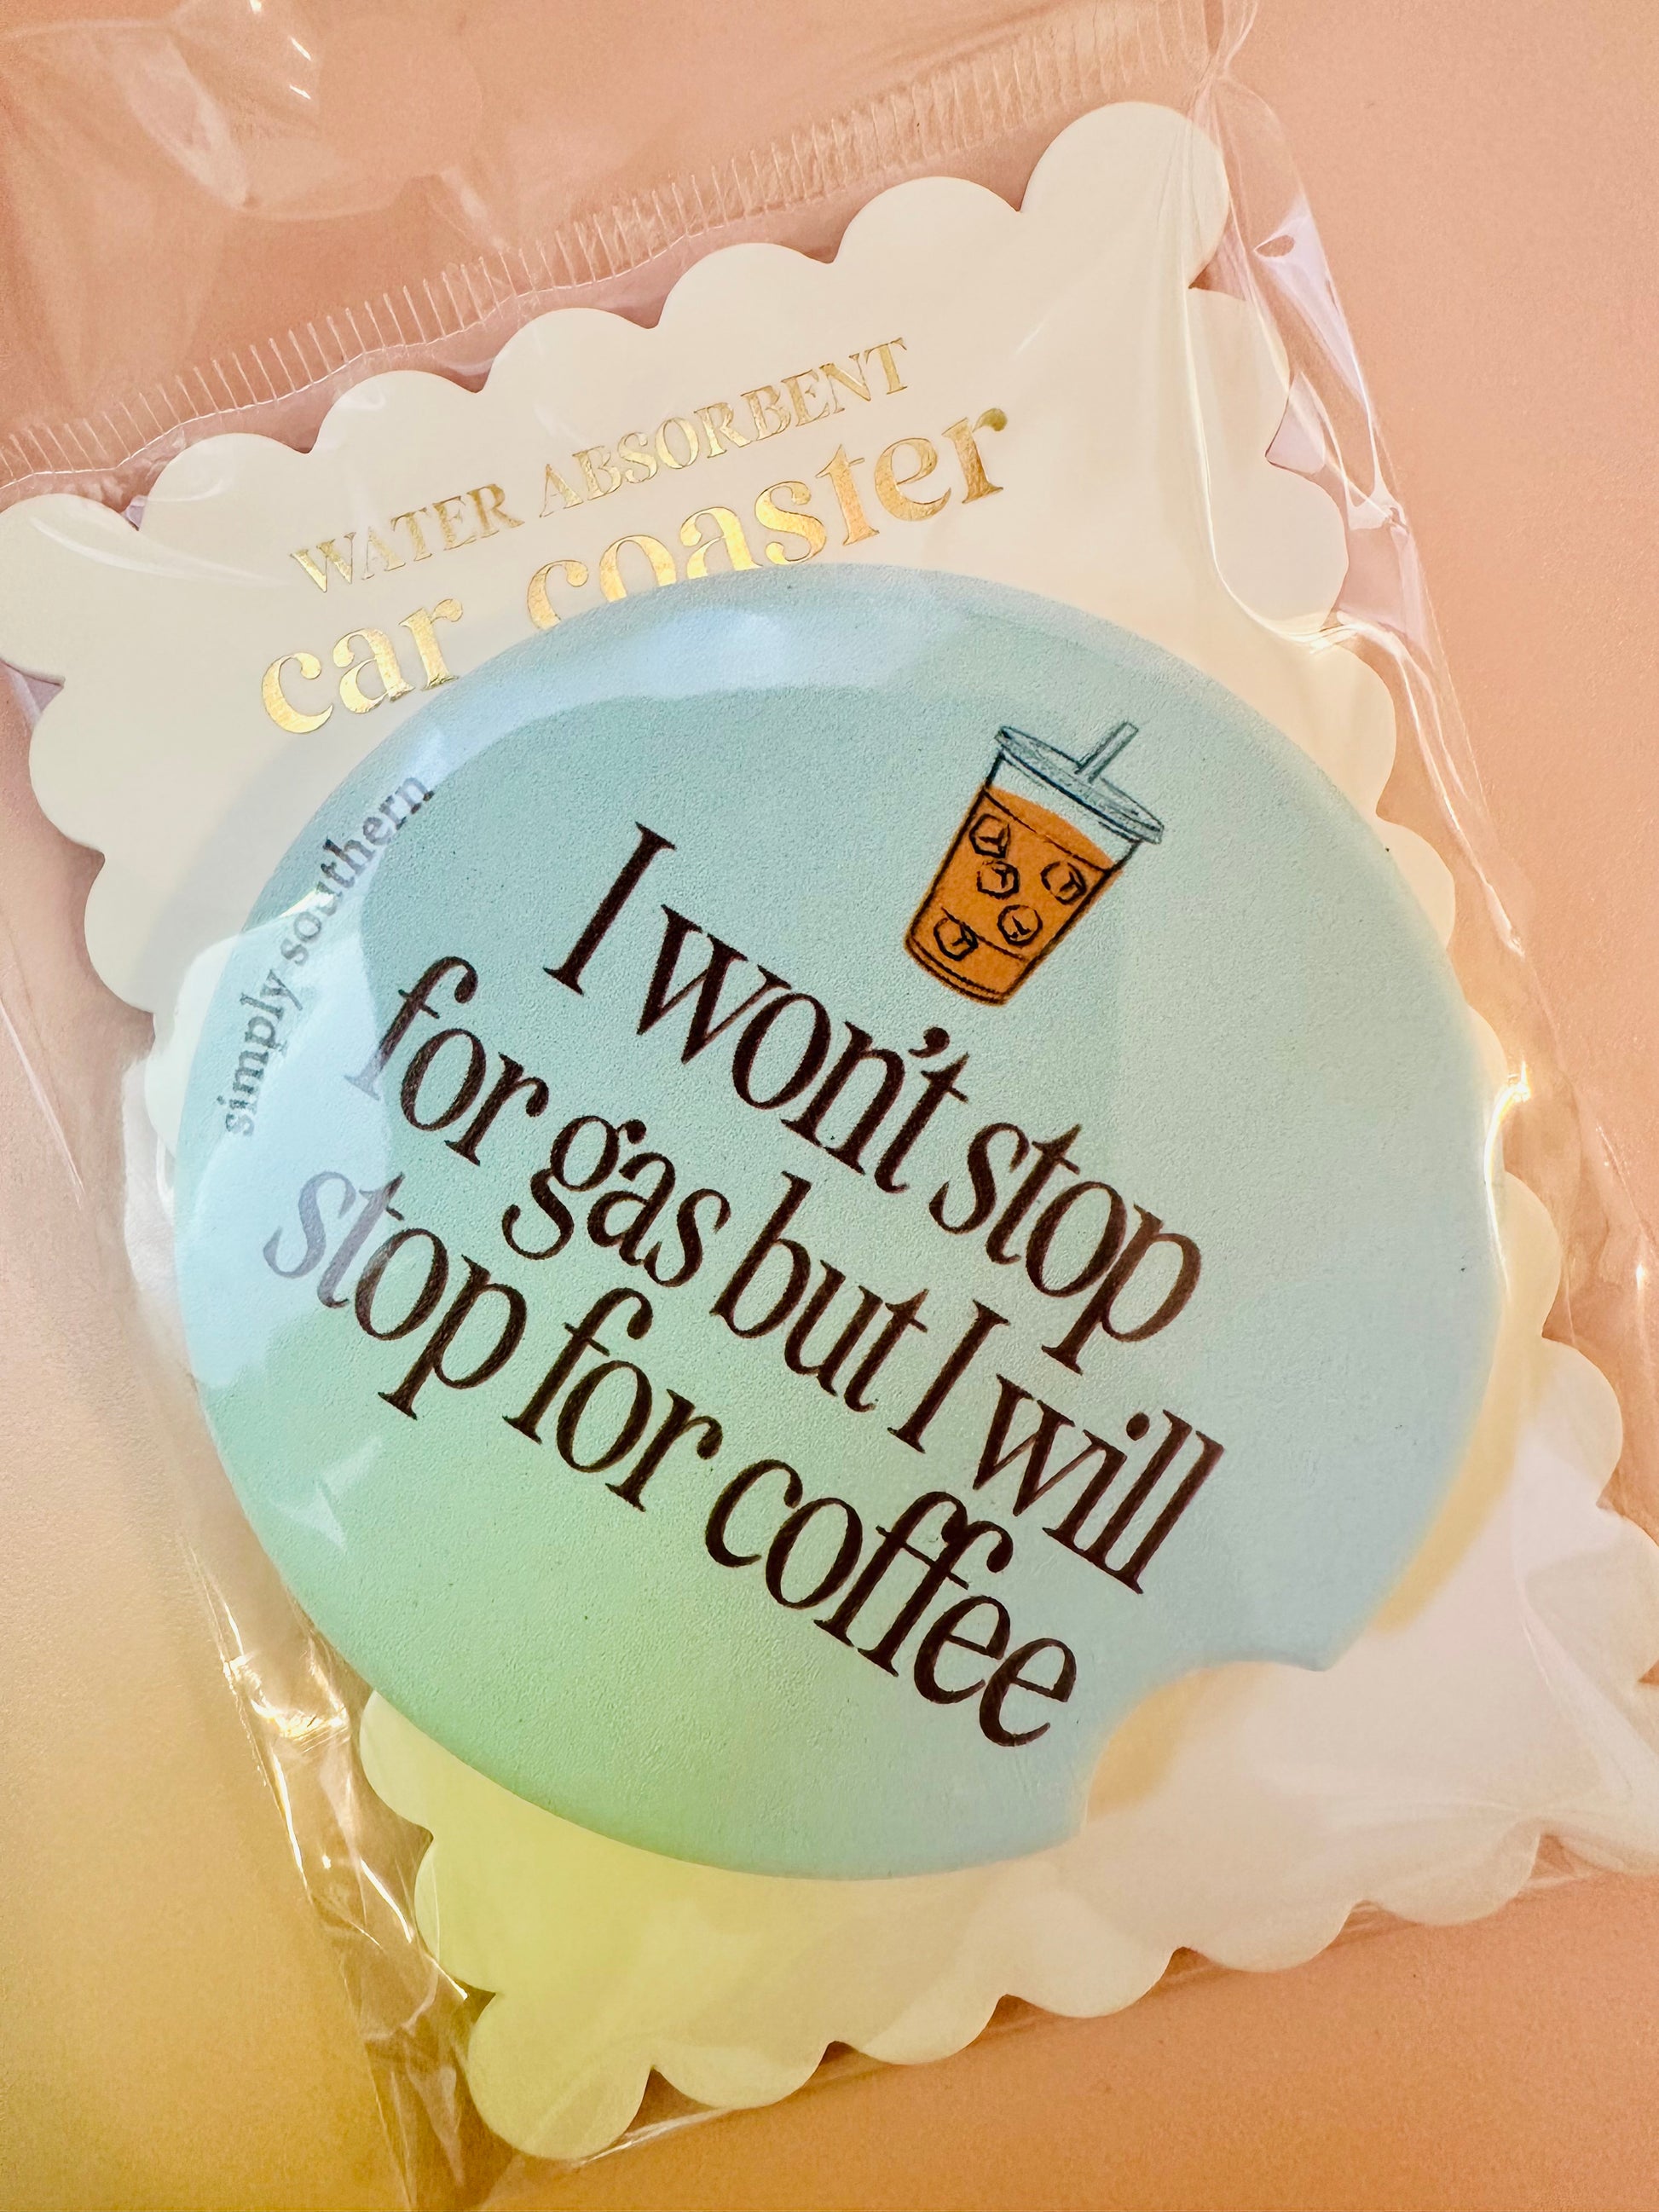 WATER ABSORBENT
car coaster
simply southern
I won't stop
for gas but I will
stop for coffee